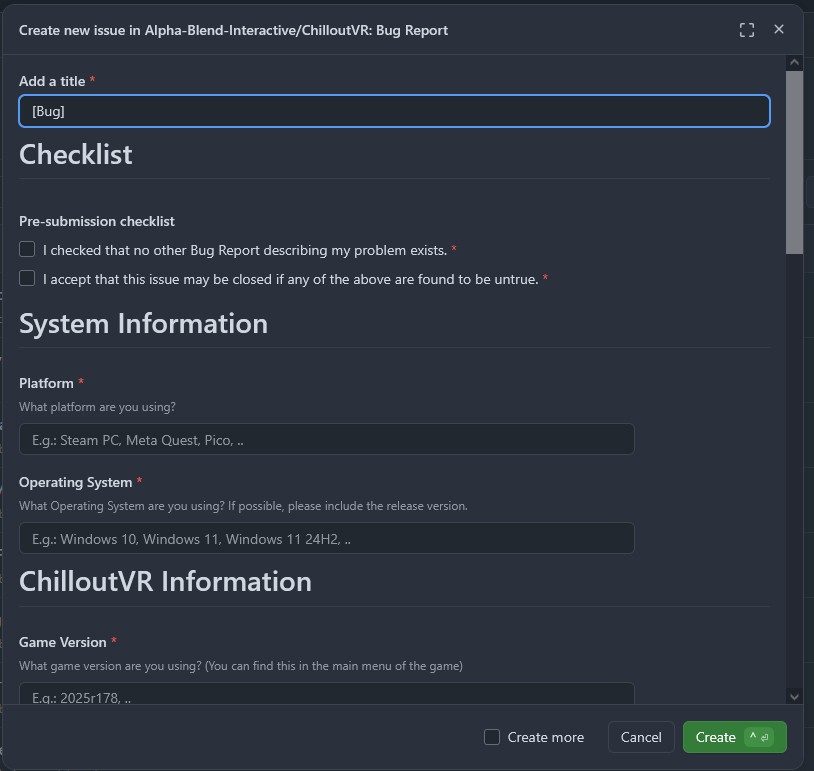 Create new issue in Alpha-Blend-Interactive/ChilloutVR: Bug Report
Add a title *
[Bug]
Checklist
Pre-submission checklist
I checked that no other Bug Report describing my problem exists. *
I accept that this issue may be closed if any of the above are found to be untrue. *
System Information
Platform *
What platform are you using?
E.g.: Steam PC, Meta Quest, Pico, ..
Operating System *
What Operating System are you using? If possible, please include the release version.
E.g.: Windows 10, Windows 11, Windows 11 24H2, ..
ChilloutVR Information
Game Version *
What game version are you using? (You can find this in the main menu of the game)
E.g.: 2025r178, ..
Create more
Cancel
Create ^ ⏎